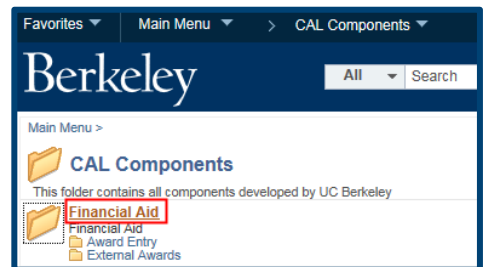 Favorites Main Menu > CAL Components
Berkeley All Search
Main Menu >
CAL Components
This folder contains all components developed by UC Berkeley
Financial Aid
Financial Aid
Award Entry
External Awards